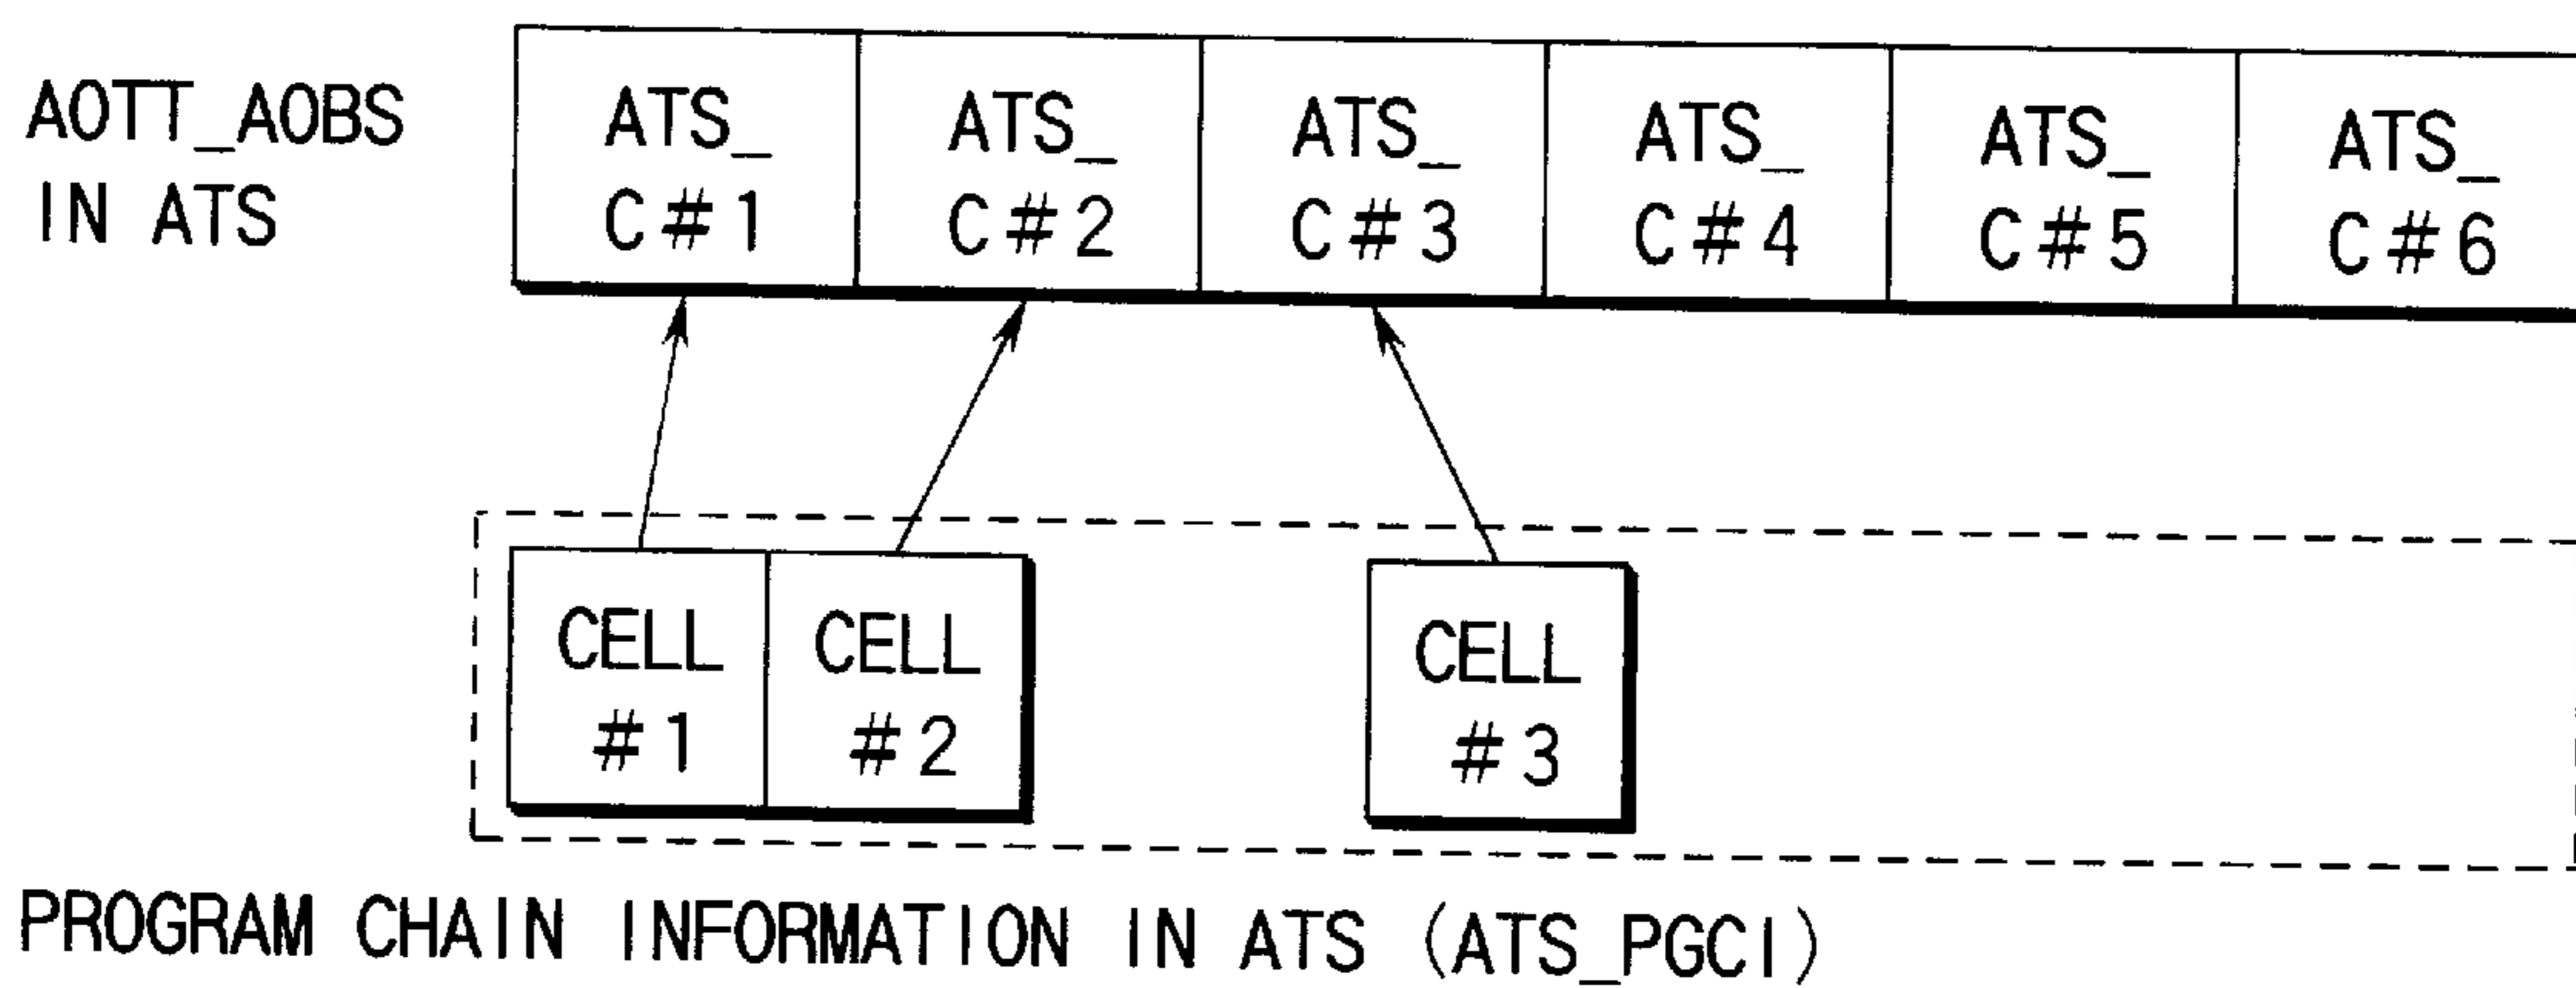 AOTT_AOBS
IN ATS
ATS_
C#1
ATS_
C#2
ATS_
C#3
ATS_
C#4
ATS_
C#5
ATS_
C#6
CELL
#1
CELL
#2
CELL
#3
PROGRAM CHAIN INFORMATION IN ATS (ATS_PGCI)